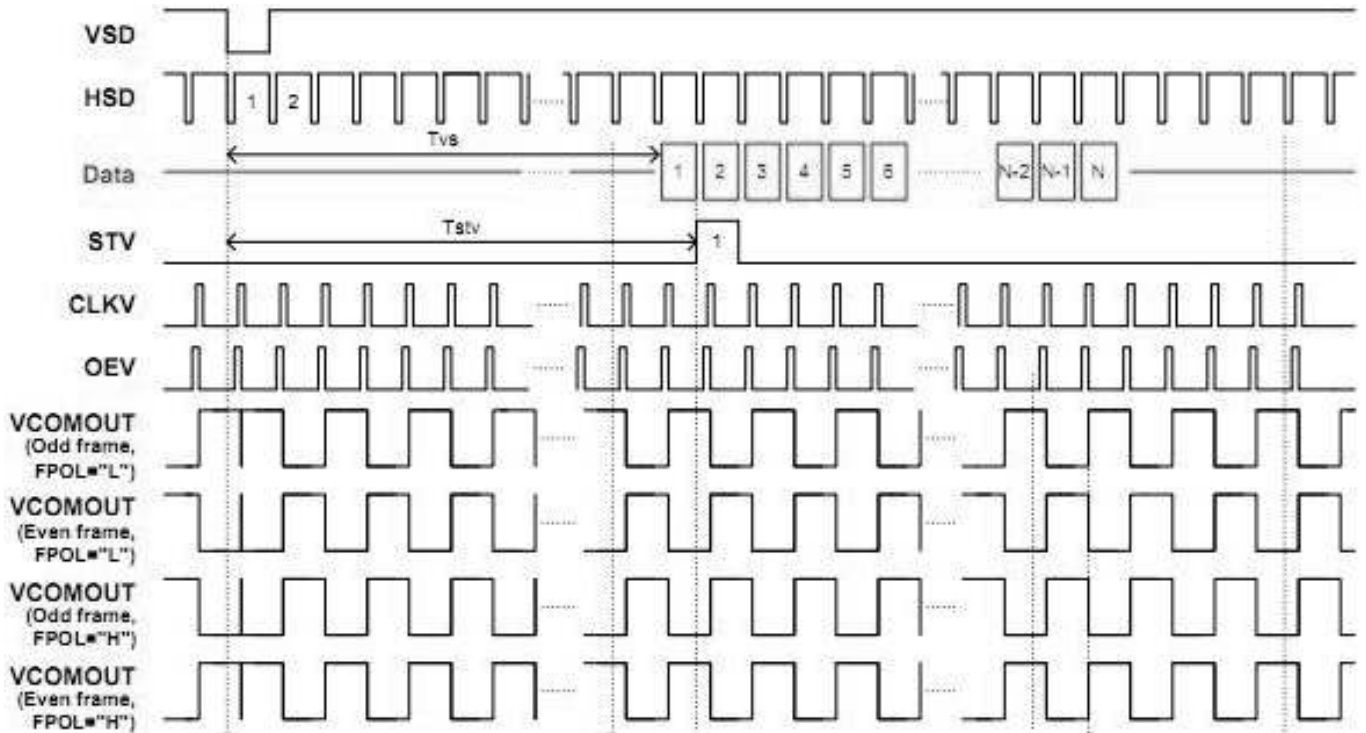 VSD
HSD
1 2
Tvs
Data
1 2 3 4 5 6 N-2 N-1 N
Tstv
STV
1
CLKV
OEV
VCOMOUT
(Odd frame,
FPOL="L")
VCOMOUT
(Even frame,
FPOL="L")
VCOMOUT
(Odd frame,
FPOL="H")
VCOMOUT
(Even frame,
FPOL="H")